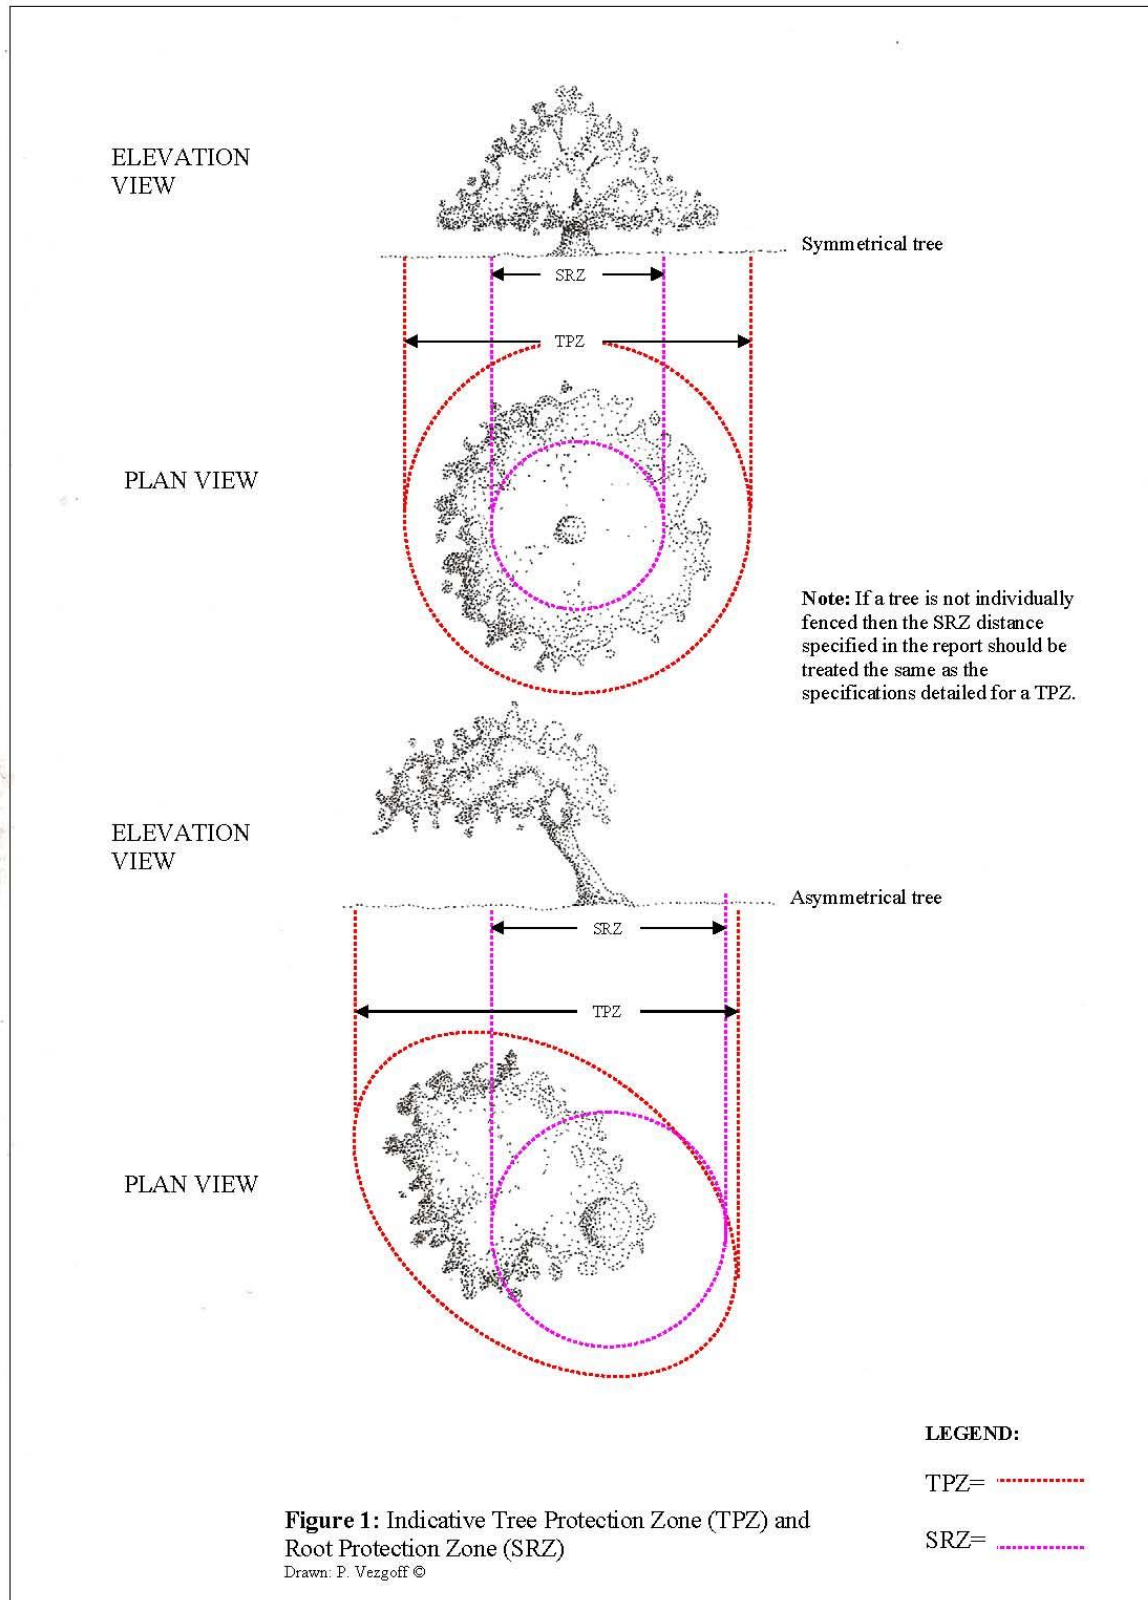 ELEVATION
VIEW
Symmetrical tree
SRZ
TPZ
PLAN VIEW
Note: If a tree is not individually
fenced then the SRZ distance
specified in the report should be
treated the same as the
specifications detailed for a TPZ.
ELEVATION
VIEW
Asymmetrical tree
SRZ
TPZ
PLAN VIEW
LEGEND:
TPZ=
SRZ=
Figure 1: Indicative Tree Protection Zone (TPZ) and
Root Protection Zone (SRZ)
Drawn: P. Vezgoff ©